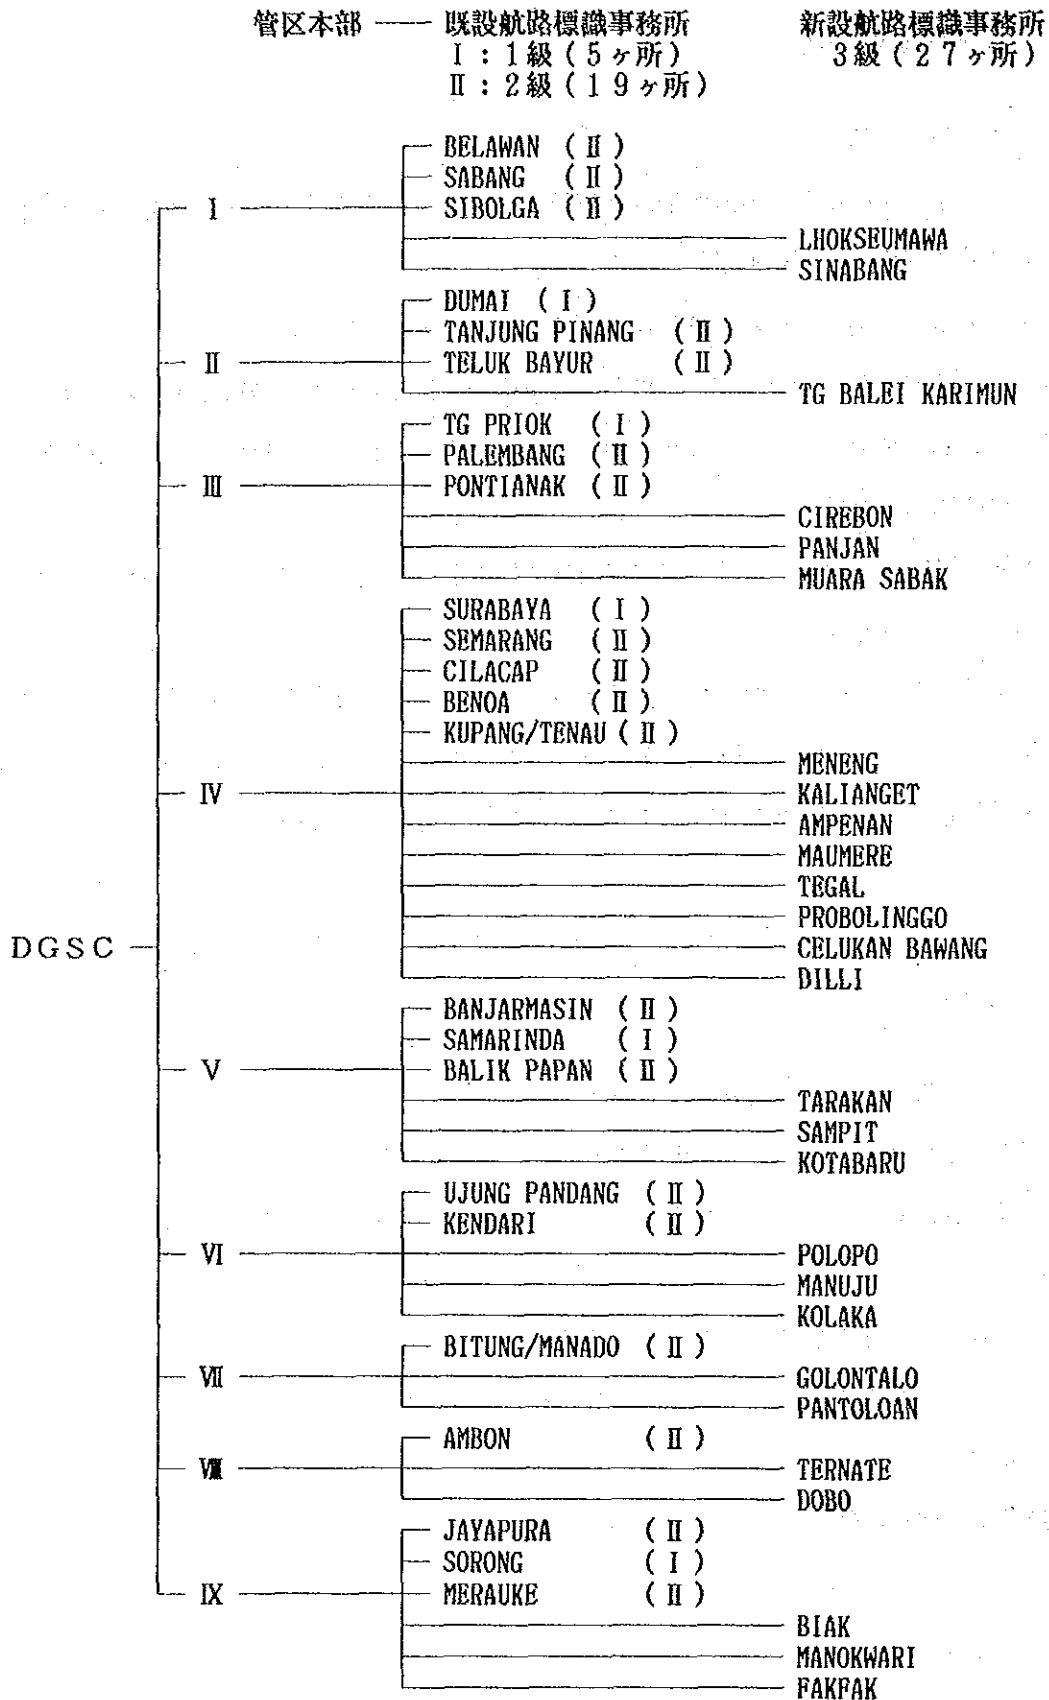 管区本部 既設航路標識事務所 新設航路標識事務所
I：1級（5ヶ所） 3級（27ヶ所）
II：2級（19ヶ所）
BELAWAN (II)
SABANG (II)
I SIBOLGA (II)
LHOKSEUMAWA
SINABANG
DUMAI (I)
TANJUNG PINANG (II)
II TELUK BAYUR (II)
TG BALEI KARIMUN
TG PRIOK (I)
PALEMBANG (II)
III PONTIANAK (II)
CIREBON
PANJAN
MUARA SABAK
SURABAYA (I)
SEMARANG (II)
CILACAP (II)
BENOA (II)
KUPANG/TENAU (II)
MENENG
IV KALIANGET
AMPENAN
MAUMERE
TEGAL
PROBOLINGGO
DGSC CELUKAN BAWANG
DILLI
BANJARMASIN (II)
SAMARINDA (I)
V BALIK PAPAN (II)
TARAKAN
SAMPIT
KOTABARU
UJUNG PANDANG (II)
KENDARI (II)
VI POLOPO
MANUJU
KOLAKA
BITUNG/MANADO (II)
VII GOLONTALO
PANTOLOAN
AMBON (II)
VIII TERNATE
DOBO
JAYAPURA (II)
SORONG (I)
IX MERAUKE (II)
BIAK
MANOKWARI
FAKFAK